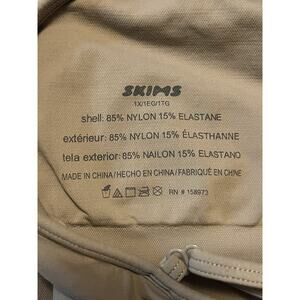 SKIMS
1X/1EG/1TG
shell: 85% NYLON 15% ELASTANE
extérieur: 85% NYLON 15% ÉLASTHANNE
tela exterior: 85% NAILON 15% ELASTANO
MADE IN CHINA/HECHO EN CHINA/FABRIQUÉ EN CHINE
RN # 158973